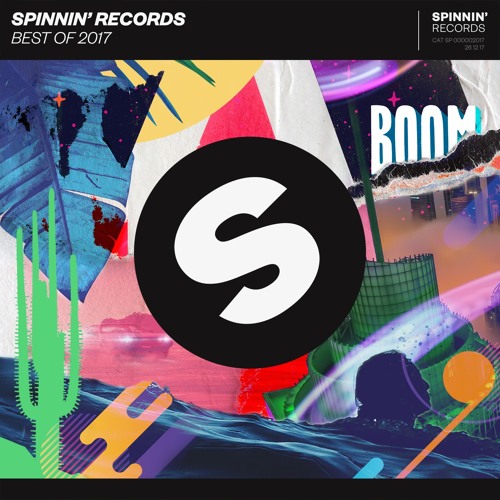 SPINNIN' RECORDS
BEST OF 2017
SPINNIN'
RECORDS
CAT SP 000002017
26.12.17
BOOM
S